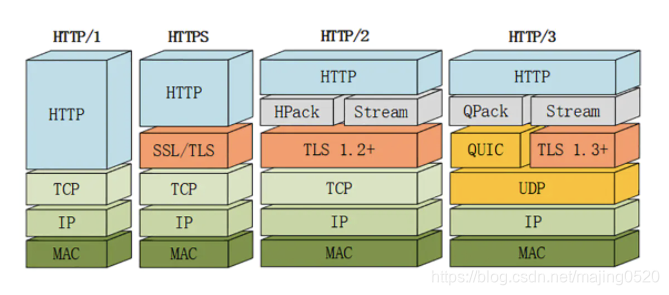 HTTP/1 HTTPS HTTP/2 HTTP/3
HTTP HTTP HTTP HTTP
HPack Stream QPack Stream
SSL/TLS TLS 1.2+ QUIC TLS 1.3+
TCP TCP TCP UDP
IP IP IP IP
MAC MAC MAC MAC
https://blog.csdn.net/majing0520